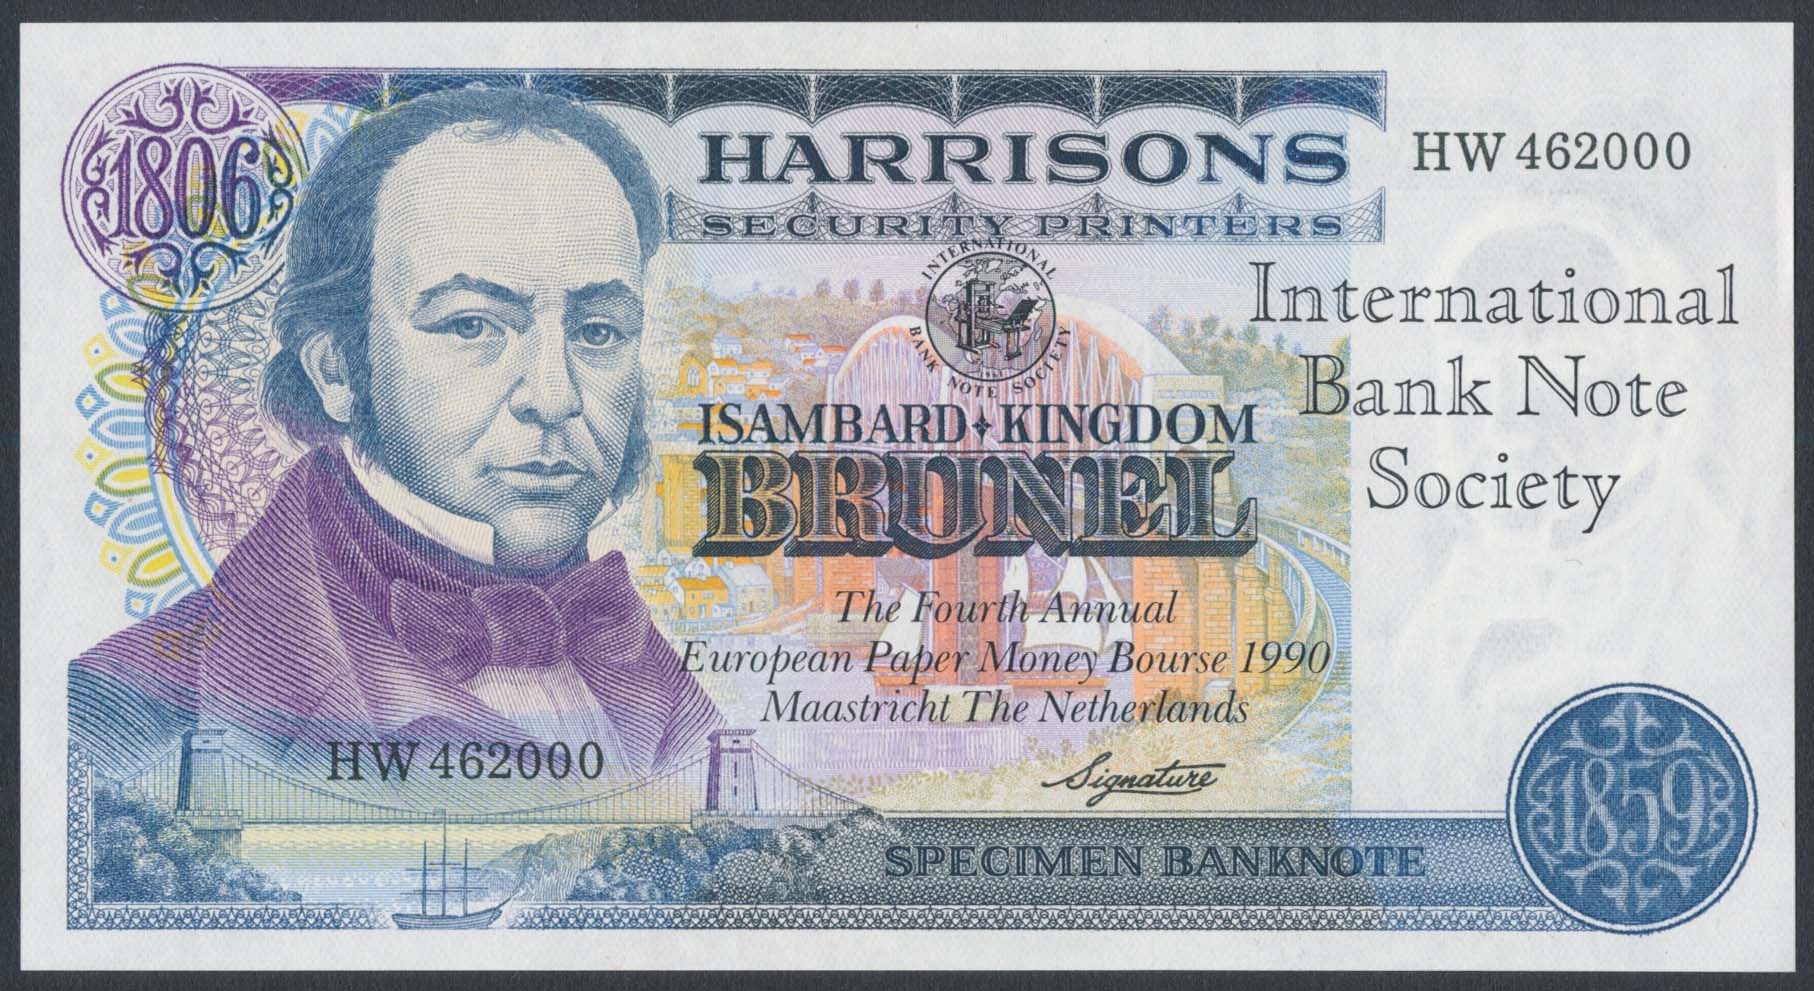 1806
HARRISONS
SECURITY PRINTERS
HW 462000
INTERNATIONAL
BANK NOTE SOCIETY
1961
International
Bank Note
Society
ISAMBARD KINGDOM
BRUNEL
The Fourth Annual
European Paper Money Bourse 1990
Maastricht The Netherlands
HW 462000
Signature
SPECIMEN BANKNOTE
1859